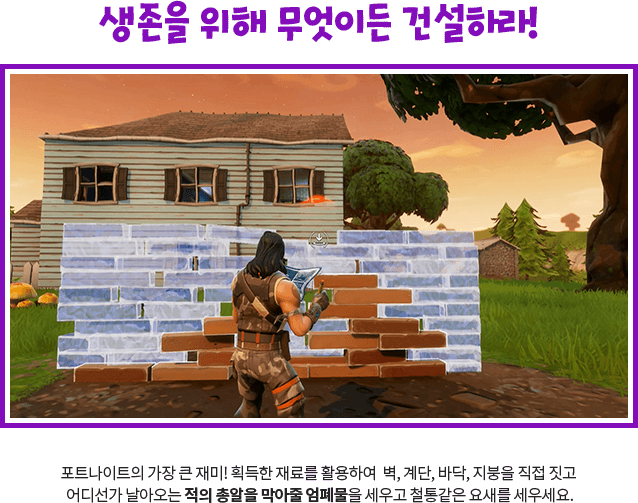 생존을 위해 무엇이든 건설하라!
포트나이트의 가장 큰 재미! 획득한 재료를 활용하여 벽, 계단, 바닥, 지붕을 직접 짓고
어디선가 날아오는 적의 총알을 막아줄 엄폐물을 세우고 철통같은 요새를 세우세요.